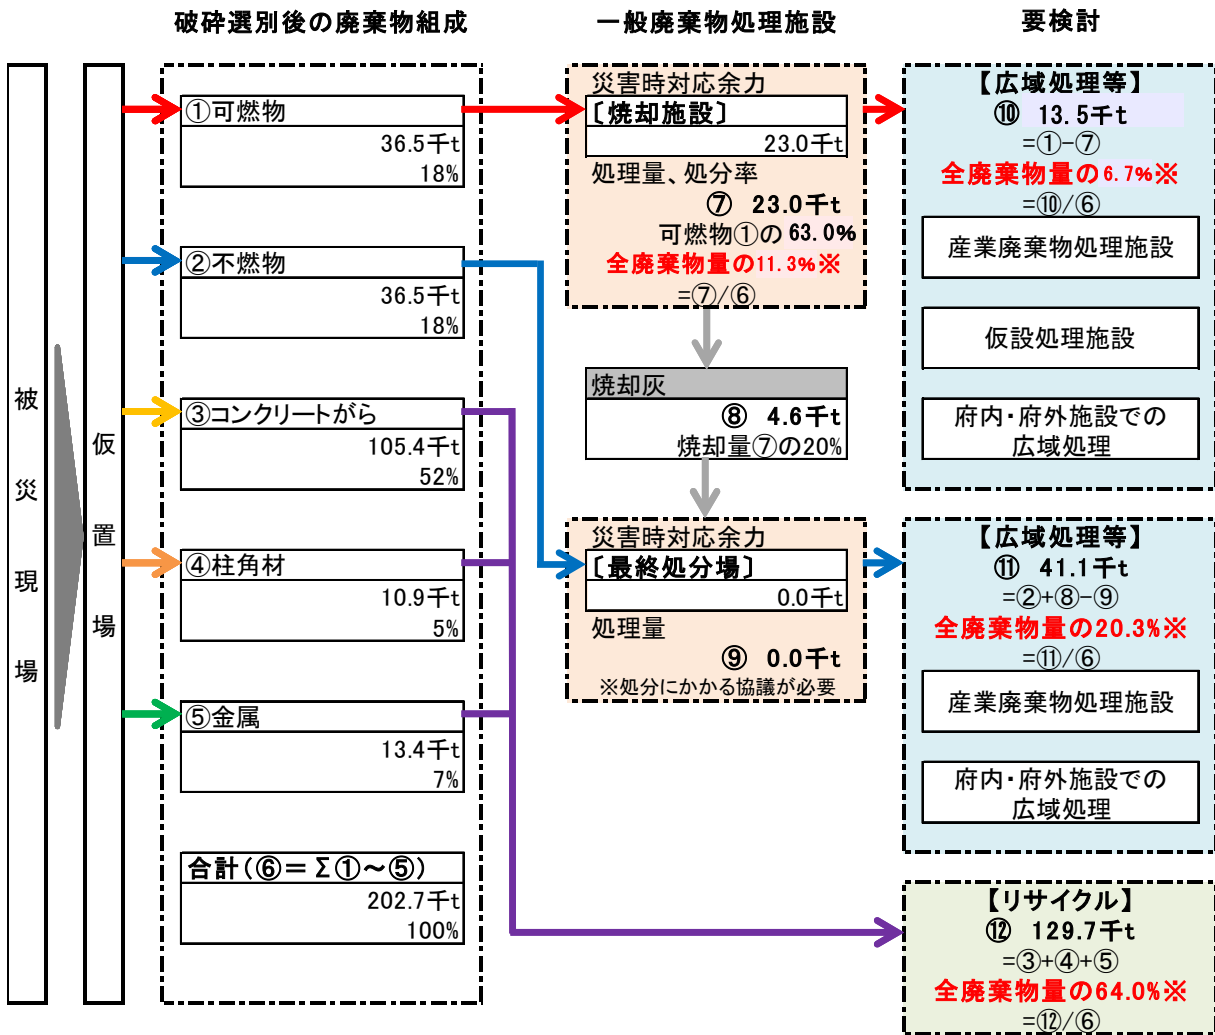 破砕選別後の廃棄物組成
一般廃棄物処理施設
要検討
被災現場
仮置場
①可燃物
36.5千t
18%
②不燃物
36.5千t
18%
③コンクリートがら
105.4千t
52%
④柱角材
10.9千t
5%
⑤金属
13.4千t
7%
合計(⑥=Σ①~⑤)
202.7千t
100%
災害時対応余力
〔焼却施設〕
23.0千t
処理量、処分率
⑦ 23.0千t
可燃物①の63.0%
全廃棄物量の11.3%※
=⑦/⑥
焼却灰
⑧ 4.6千t
焼却量⑦の20%
災害時対応余力
〔最終処分場〕
0.0千t
処理量
⑨ 0.0千t
※処分にかかる協議が必要
【広域処理等】
⑩ 13.5千t
=①-⑦
全廃棄物量の6.7%※
=⑩/⑥
産業廃棄物処理施設
仮設処理施設
府内・府外施設での
広域処理
【広域処理等】
⑪ 41.1千t
=②+⑧-⑨
全廃棄物量の20.3%※
=⑪/⑥
産業廃棄物処理施設
府内・府外施設での
広域処理
【リサイクル】
⑫ 129.7千t
=③+④+⑤
全廃棄物量の64.0%※
=⑫/⑥